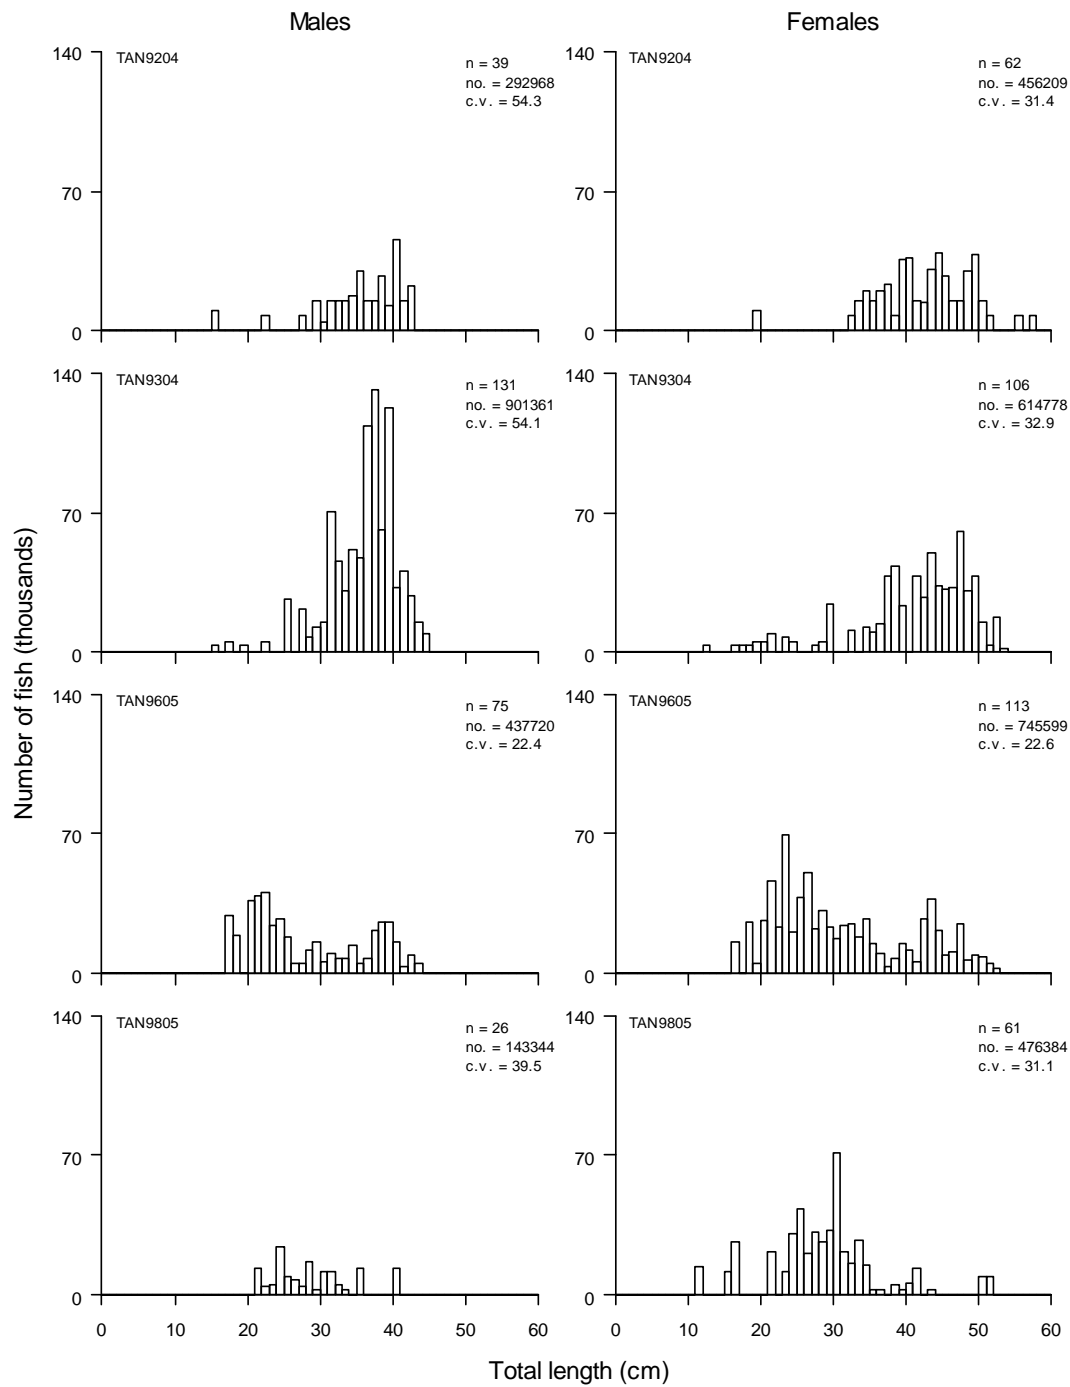 Males
Females
140
TAN9204
n = 39
no. = 292968
c.v. = 54.3
70
0
140
TAN9204
n = 62
no. = 456209
c.v. = 31.4
70
0
140
TAN9304
n = 131
no. = 901361
c.v. = 54.1
70
0
140
TAN9304
n = 106
no. = 614778
c.v. = 32.9
70
0
Number of fish (thousands)
140
TAN9605
n = 75
no. = 437720
c.v. = 22.4
70
0
140
TAN9605
n = 113
no. = 745599
c.v. = 22.6
70
0
140
TAN9805
n = 26
no. = 143344
c.v. = 39.5
70
0
0 10 20 30 40 50 60
140
TAN9805
n = 61
no. = 476384
c.v. = 31.1
70
0
0 10 20 30 40 50 60
Total length (cm)